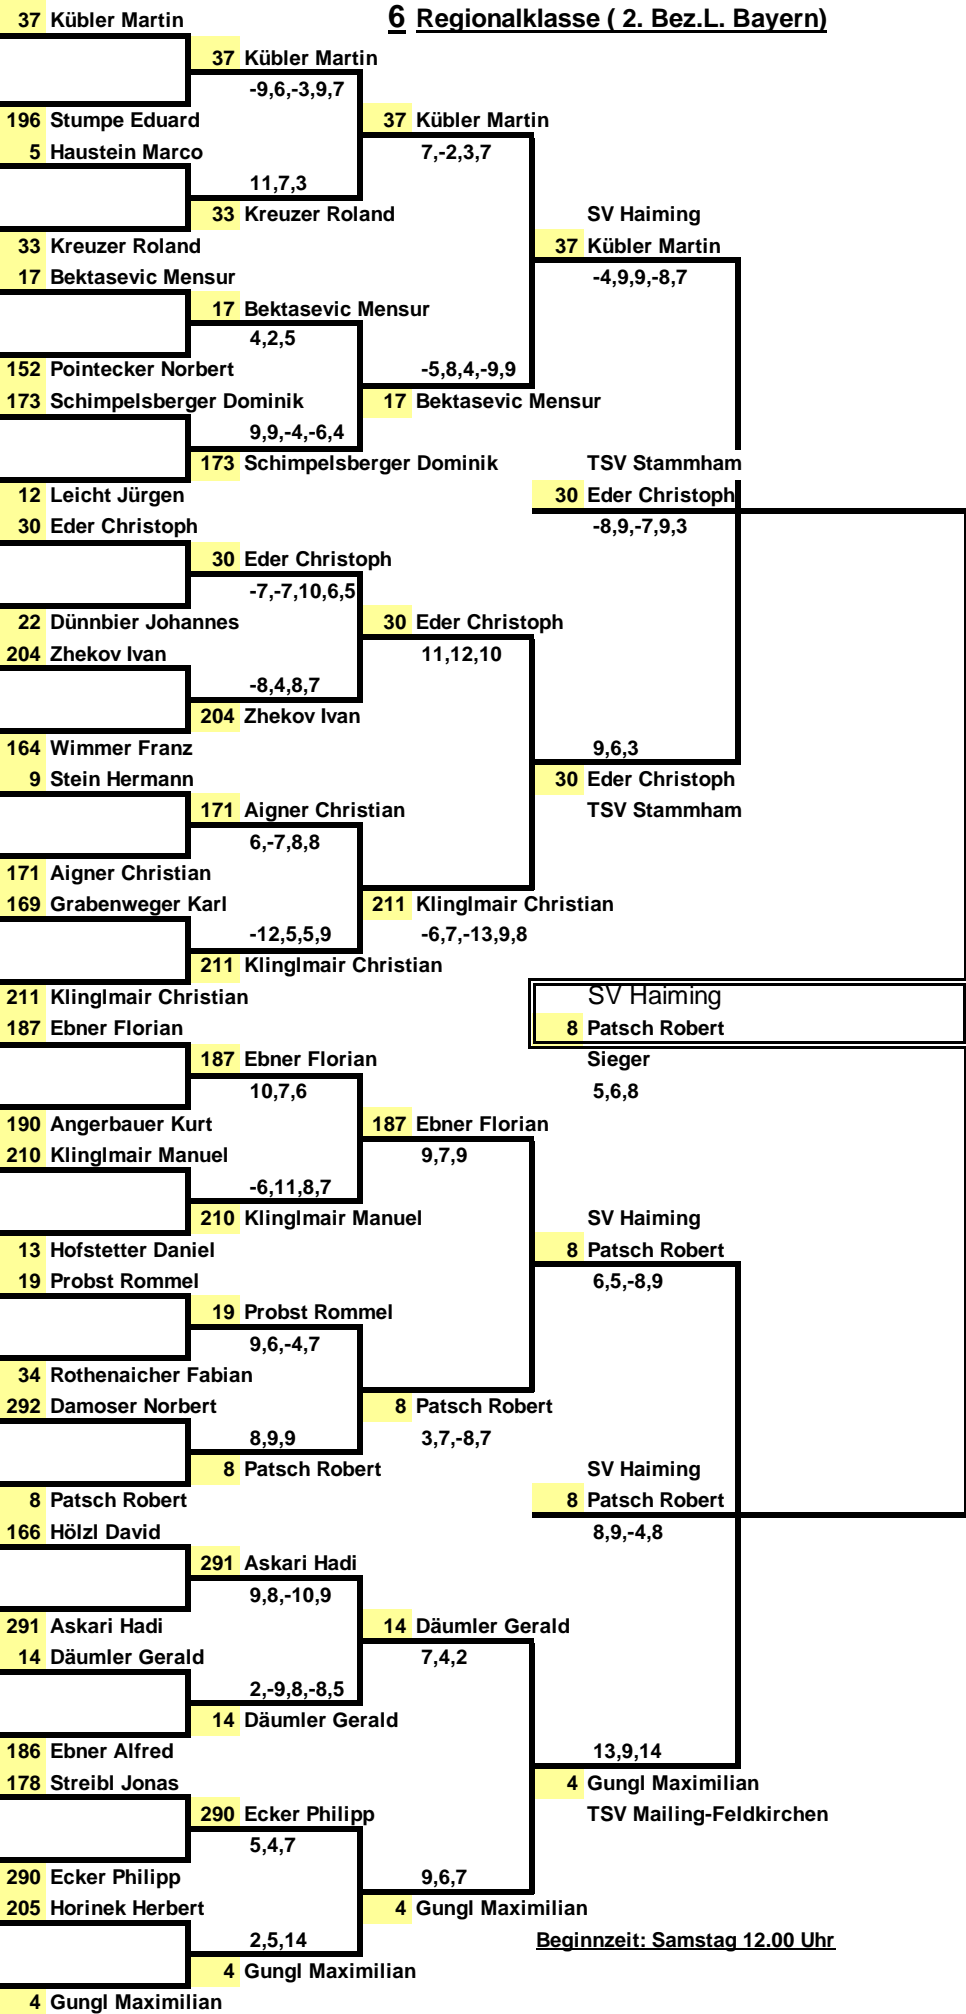 6 Regionalklasse ( 2. Bez.L. Bayern)
37 Kübler Martin
37 Kübler Martin
-9,6,-3,9,7
196 Stumpe Eduard
37 Kübler Martin
5 Haustein Marco
7,-2,3,7
11,7,3
33 Kreuzer Roland
SV Haiming
33 Kreuzer Roland
37 Kübler Martin
17 Bektasevic Mensur
-4,9,9,-8,7
17 Bektasevic Mensur
4,2,5
152 Pointecker Norbert
-5,8,4,-9,9
173 Schimpelsberger Dominik
17 Bektasevic Mensur
9,9,-4,-6,4
173 Schimpelsberger Dominik
TSV Stammham
12 Leicht Jürgen
30 Eder Christoph
30 Eder Christoph
-8,9,-7,9,3
30 Eder Christoph
-7,-7,10,6,5
22 Dünnbier Johannes
30 Eder Christoph
204 Zhekov Ivan
11,12,10
-8,4,8,7
204 Zhekov Ivan
164 Wimmer Franz
9,6,3
9 Stein Hermann
30 Eder Christoph
171 Aigner Christian
TSV Stammham
6,-7,8,8
171 Aigner Christian
169 Grabenweger Karl
211 Klinglmair Christian
-12,5,5,9
-6,7,-13,9,8
211 Klinglmair Christian
211 Klinglmair Christian
SV Haiming
187 Ebner Florian
8 Patsch Robert
187 Ebner Florian
Sieger
10,7,6
5,6,8
190 Angerbauer Kurt
187 Ebner Florian
210 Klinglmair Manuel
9,7,9
-6,11,8,7
210 Klinglmair Manuel
SV Haiming
13 Hofstetter Daniel
8 Patsch Robert
19 Probst Rommel
6,5,-8,9
19 Probst Rommel
9,6,-4,7
34 Rothenaicher Fabian
292 Damoser Norbert
8 Patsch Robert
8,9,9
3,7,-8,7
8 Patsch Robert
SV Haiming
8 Patsch Robert
8 Patsch Robert
166 Hölzl David
8,9,-4,8
291 Askari Hadi
9,8,-10,9
291 Askari Hadi
14 Däumler Gerald
14 Däumler Gerald
7,4,2
2,-9,8,-8,5
14 Däumler Gerald
186 Ebner Alfred
13,9,14
178 Streibl Jonas
4 Gungl Maximilian
290 Ecker Philipp
TSV Mailing-Feldkirchen
5,4,7
290 Ecker Philipp
9,6,7
205 Horinek Herbert
4 Gungl Maximilian
2,5,14
Beginnzeit: Samstag 12.00 Uhr
4 Gungl Maximilian
4 Gungl Maximilian